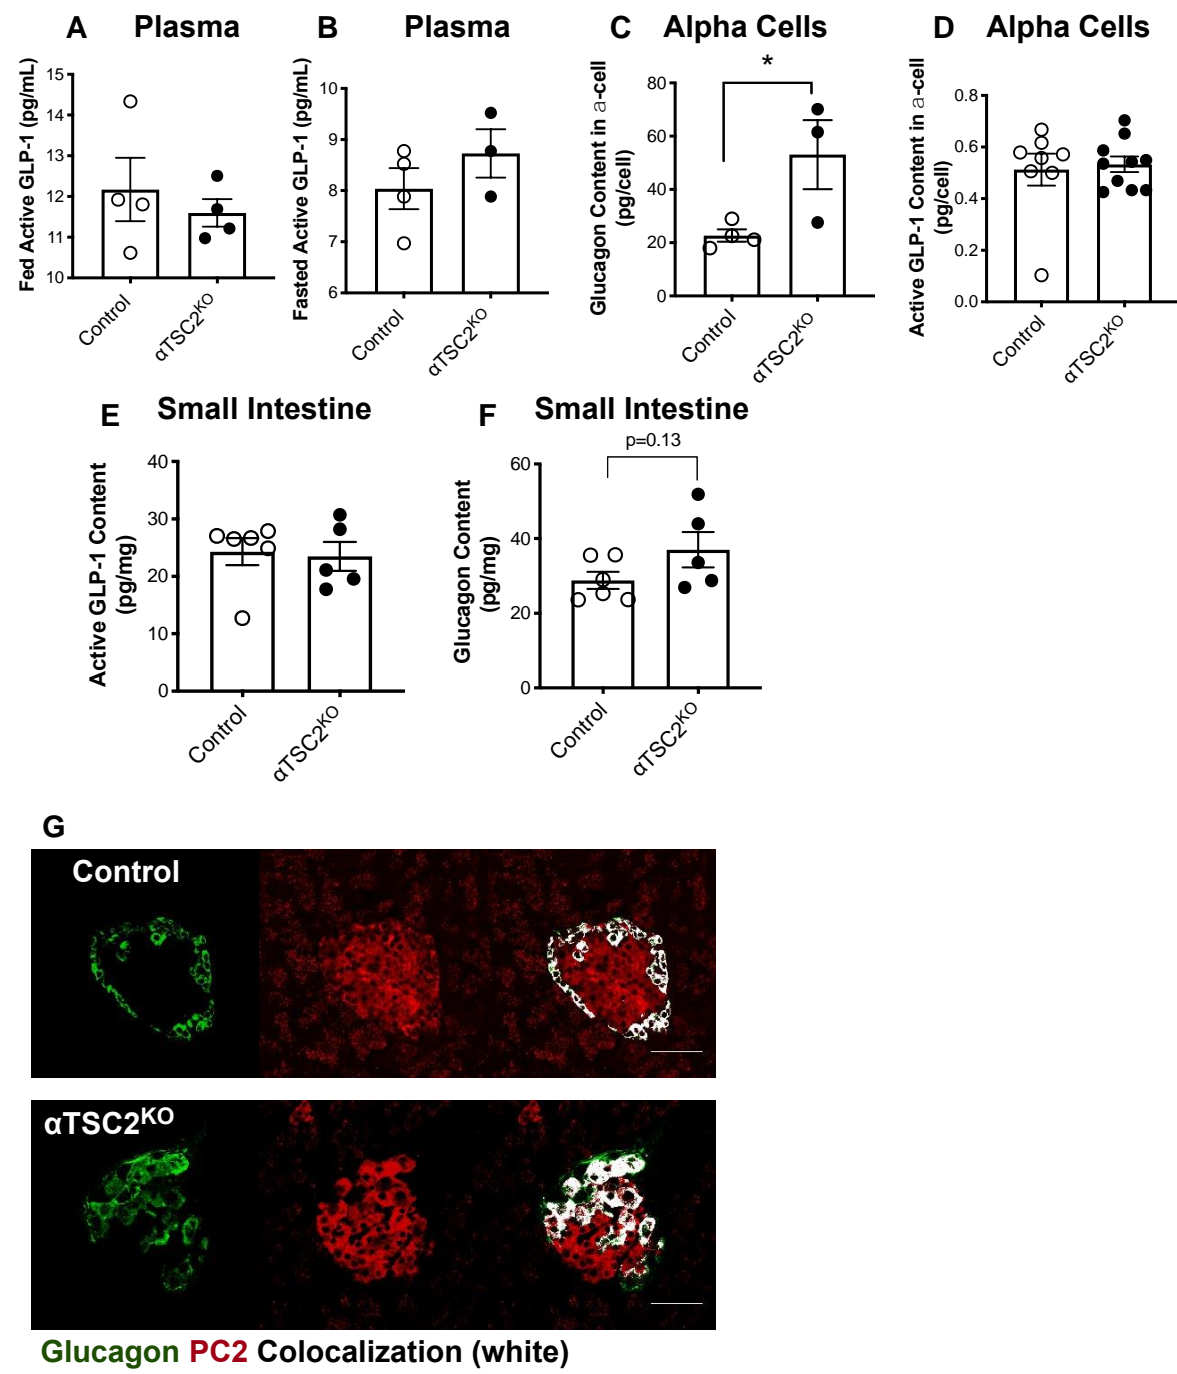 A Plasma
Fed Active GLP-1 (pg/mL)
15
14
13
12
11
10
Control
αTSC2KO
B Plasma
Fasted Active GLP-1 (pg/mL)
10
9
8
7
6
Control
αTSC2KO
C Alpha Cells
Glucagon Content in a-cell
(pg/cell)
80
60
40
20
0
*
Control
αTSC2KO
D Alpha Cells
Active GLP-1 Content in a-cell
(pg/cell)
0.8
0.6
0.4
0.2
0.0
Control
αTSC2KO
E Small Intestine
Active GLP-1 Content
(pg/mg)
40
30
20
10
0
Control
αTSC2KO
F Small Intestine
p=0.13
Glucagon Content
(pg/mg)
60
40
20
0
Control
αTSC2KO
G
Control
αTSC2KO
Glucagon PC2 Colocalization (white)